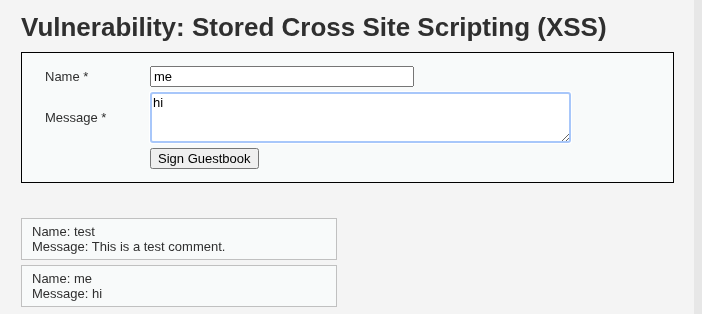 Vulnerability: Stored Cross Site Scripting (XSS)
Name * me
Message * hi
Sign Guestbook
Name: test
Message: This is a test comment.
Name: me
Message: hi